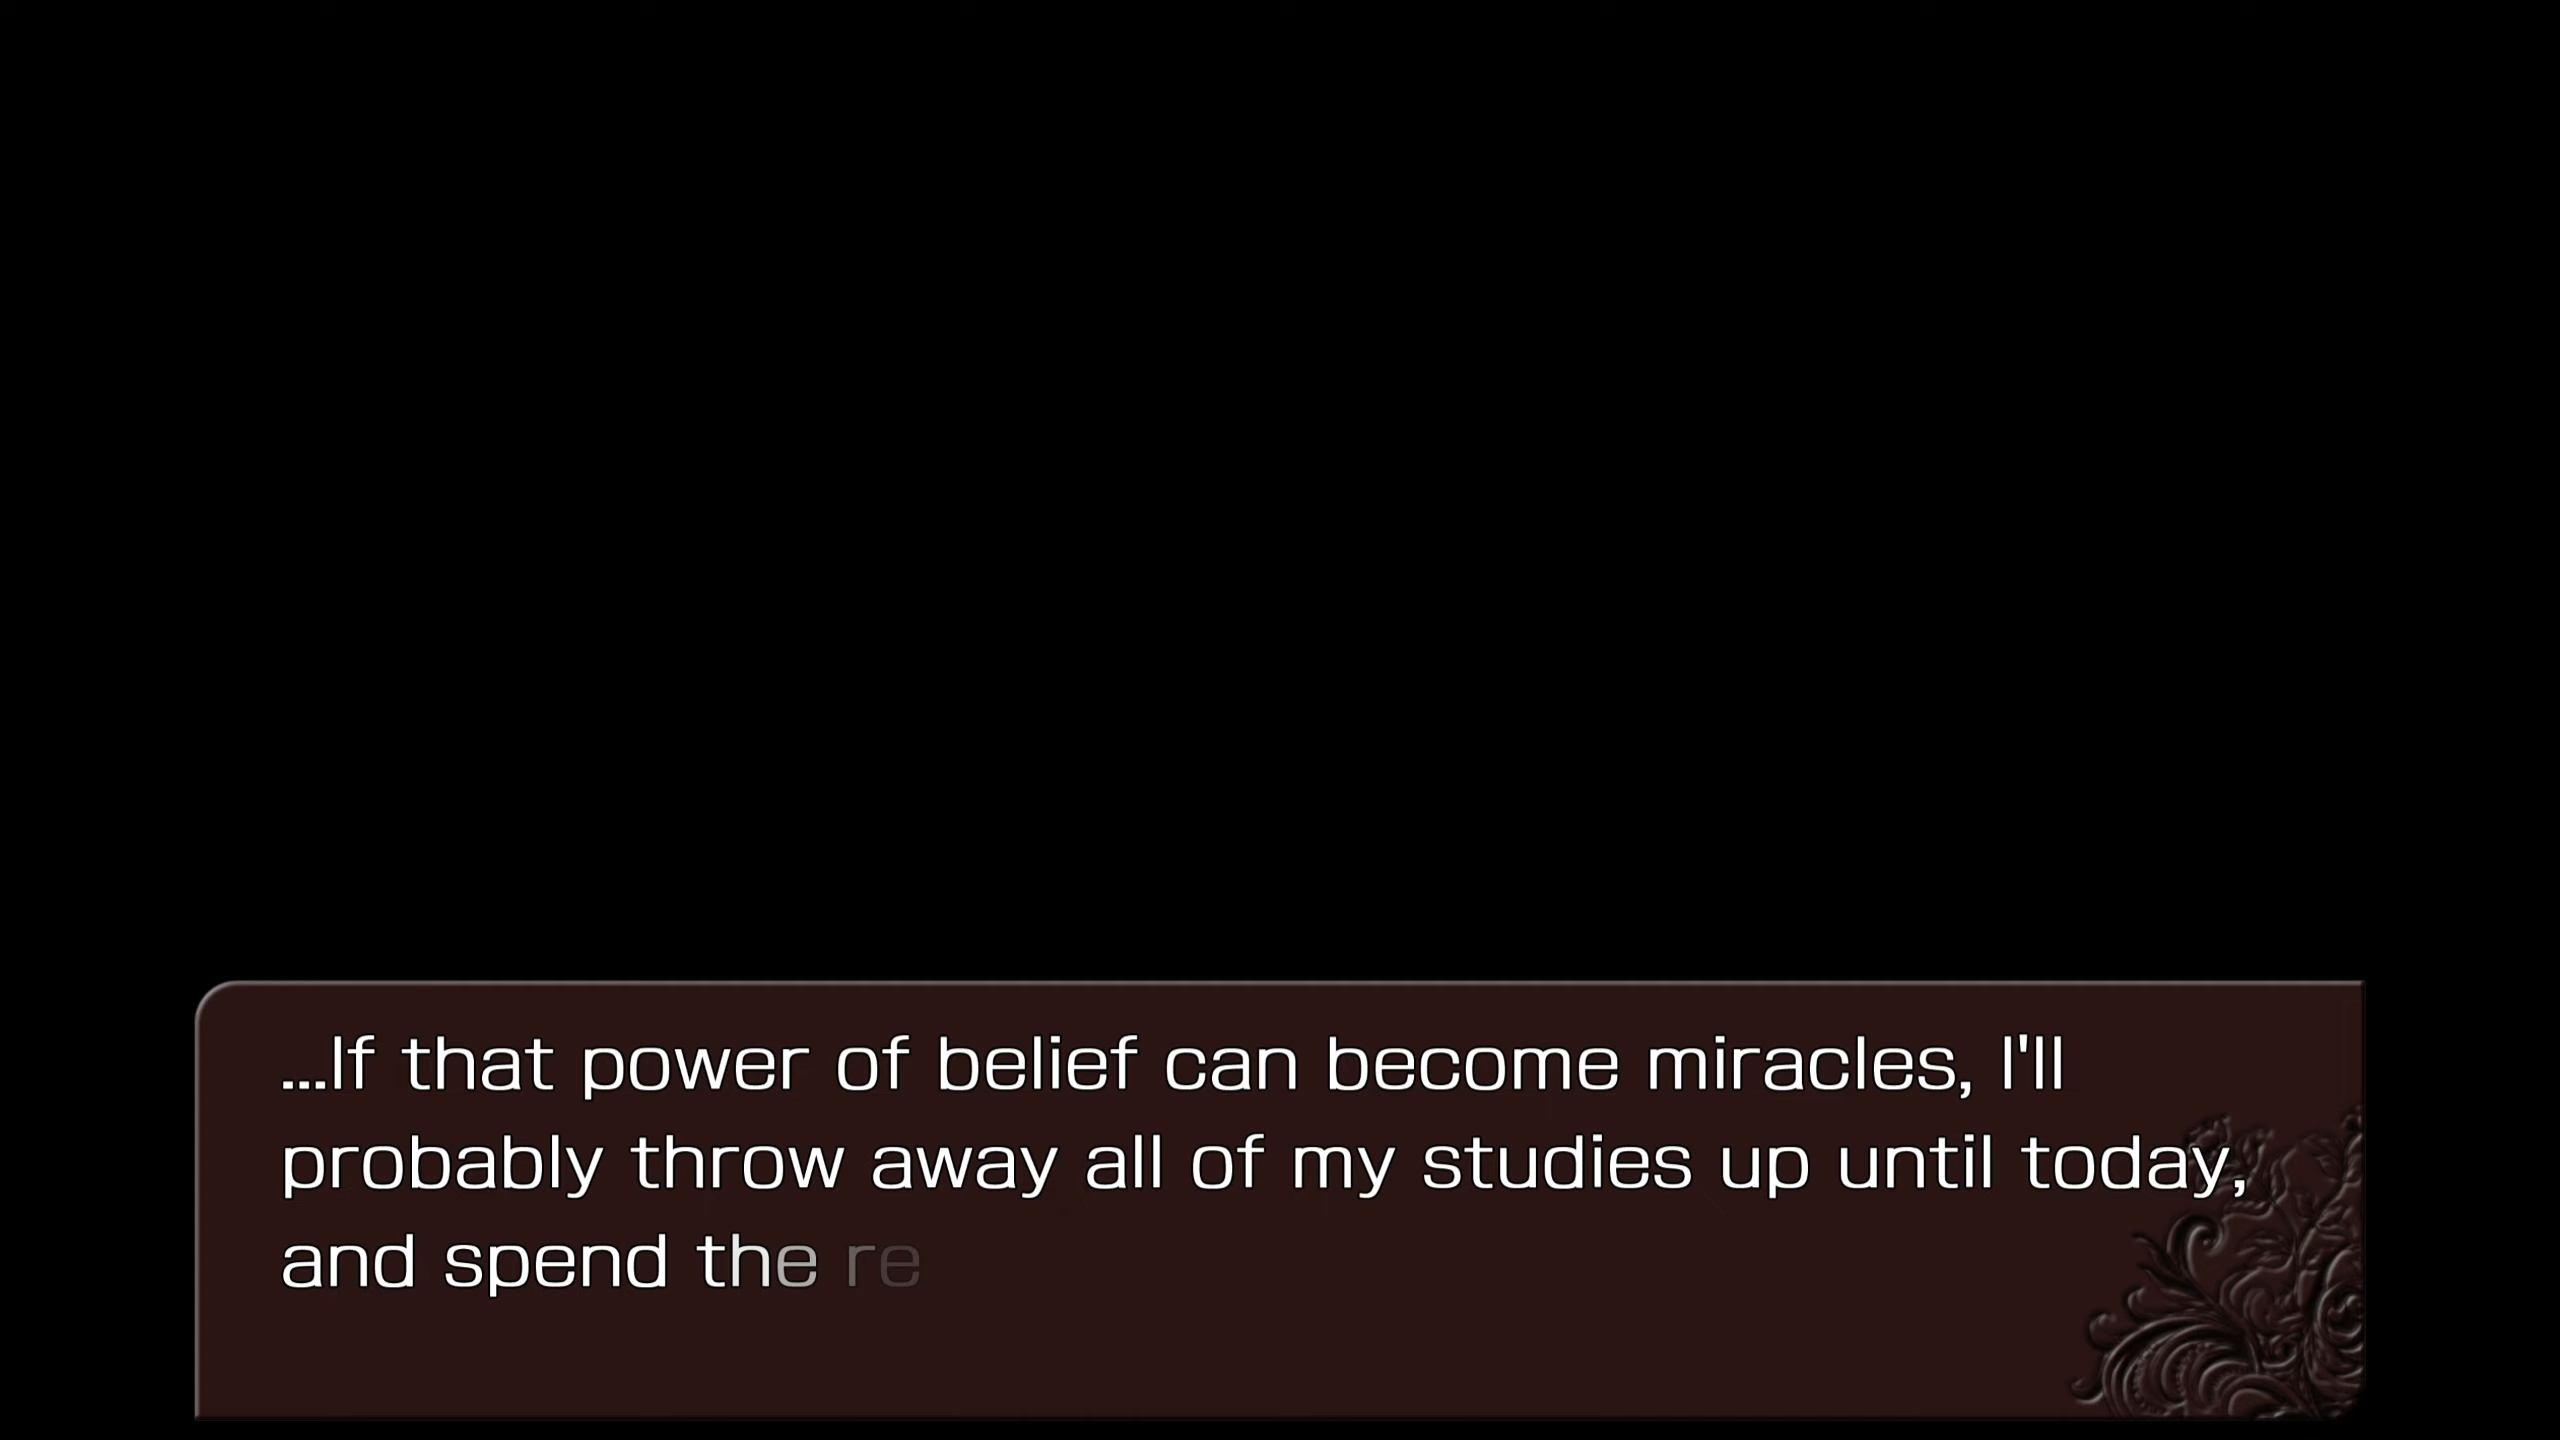 ...If that power of belief can become miracles, I'll
probably throw away all of my studies up until today,
and spend the re